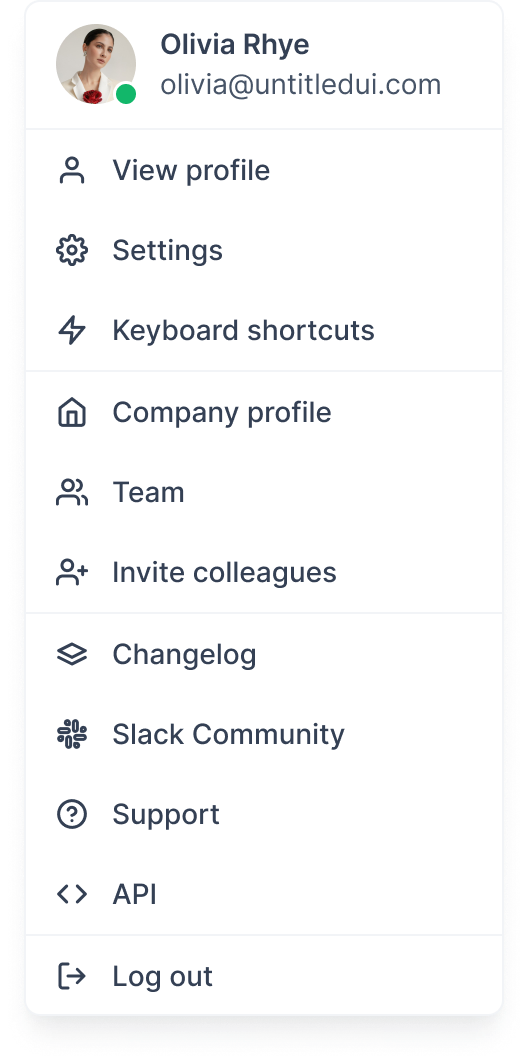 Olivia Rhye
olivia@untitledui.com
View profile
Settings
Keyboard shortcuts
Company profile
Team
Invite colleagues
Changelog
Slack Community
Support
API
Log out